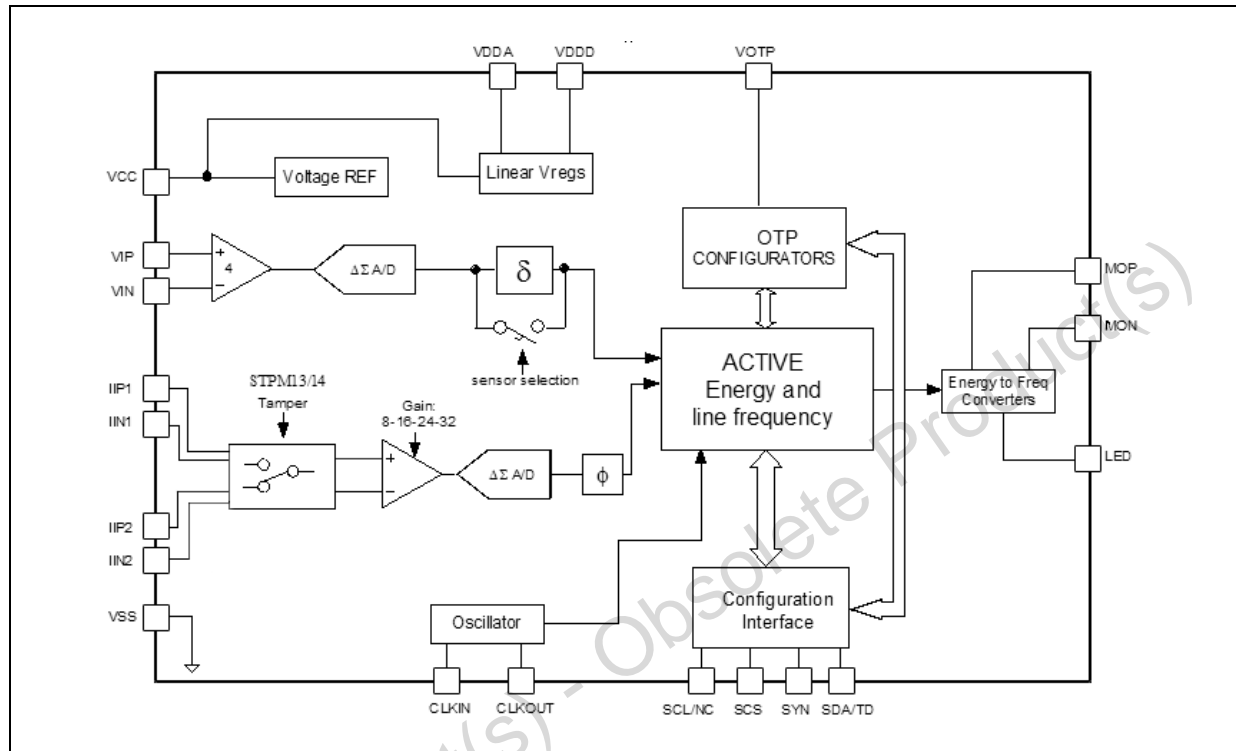 VDDA VDDD VOTP
VCC
Voltage REF
Linear Vregs
VIP
VIN
+
4
−
ΔΣ A/D
δ
sensor selection
OTP
CONFIGURATORS
MOP
MON
IIP1
IIN1
STPM13/14
Tamper
Gain:
8-16-24-32
+
−
ΔΣ A/D
ϕ
ACTIVE
Energy and
line frequency
Energy to Freq
Converters
LED
IIP2
IIN2
VSS
Oscillator
Configuration
Interface
CLKIN CLKOUT SCL/NC SCS SYN SDA/TD
t(s) - Obsolete Product(s)